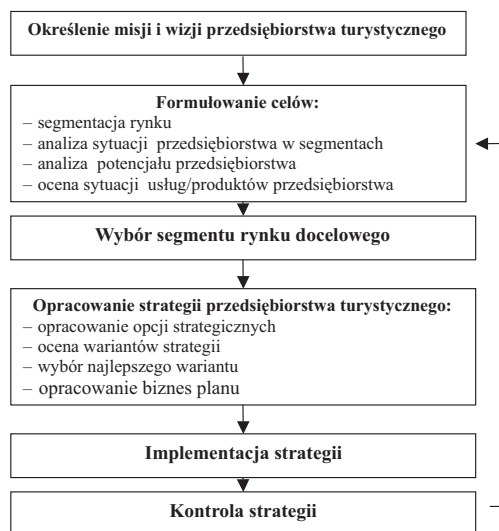 Określenie misji i wizji przedsiębiorstwa turystycznego
Formułowanie celów:
– segmentacja rynku
– analiza sytuacji przedsiębiorstwa w segmentach
– analiza potencjału przedsiębiorstwa
– ocena sytuacji usług/produktów przedsiębiorstwa
Wybór segmentu rynku docelowego
Opracowanie strategii przedsiębiorstwa turystycznego:
– opracowanie opcji strategicznych
– ocena wariantów strategii
– wybór najlepszego wariantu
– opracowanie biznes planu
Implementacja strategii
Kontrola strategii